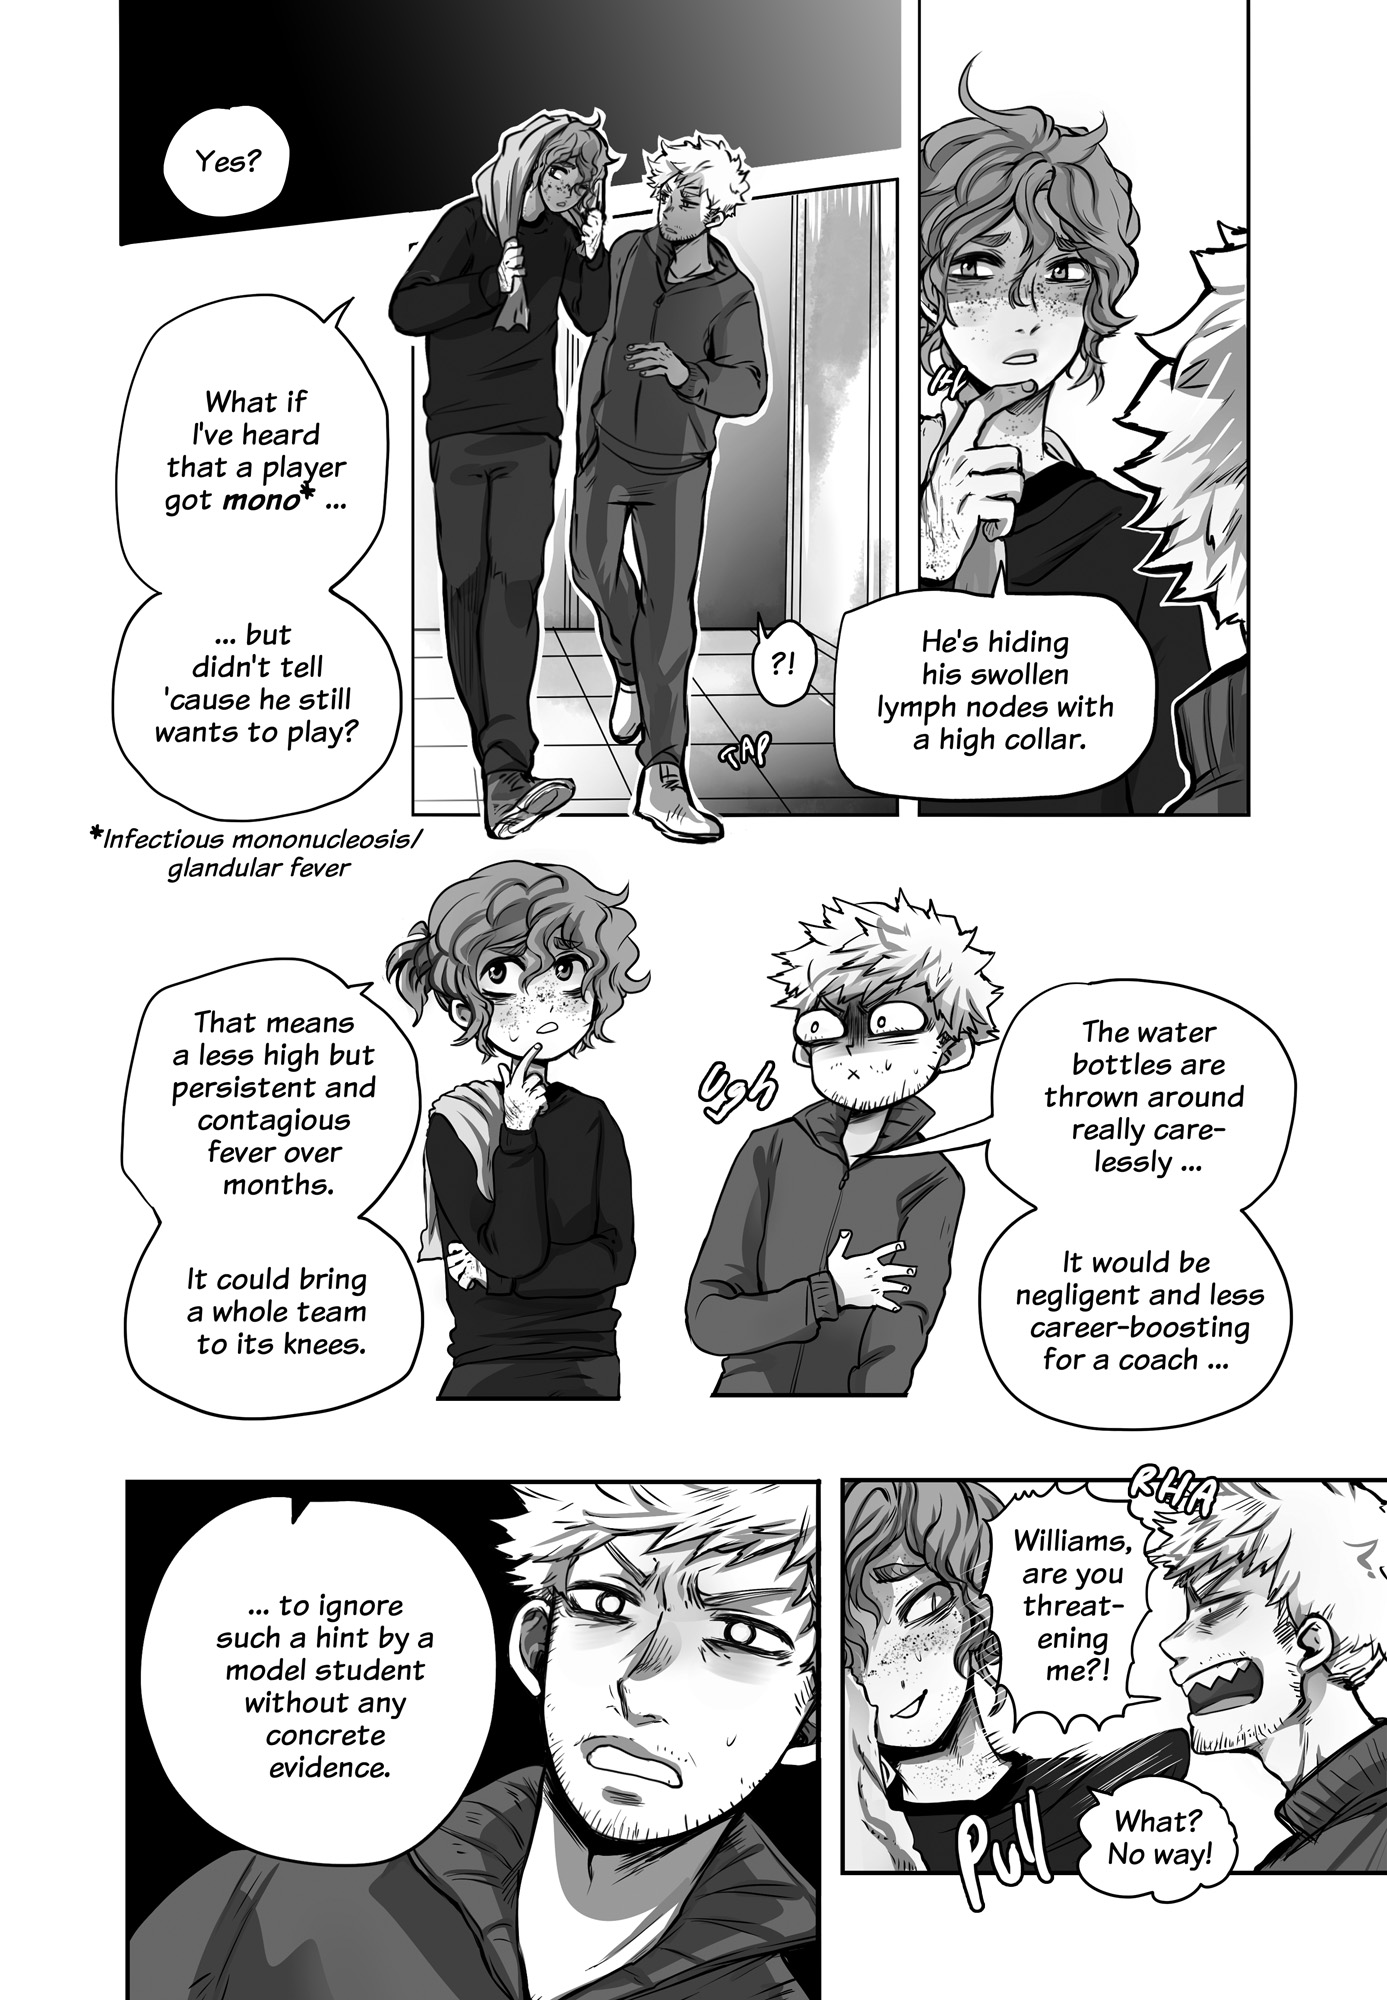 Yes?
What if
I've heard
that a player
got mono* ...
... but
didn't tell
'cause he still
wants to play?
*Infectious mononucleosis/
glandular fever
?!
TAP
He's hiding
his swollen
lymph nodes with
a high collar.
That means
a less high but
persistent and
contagious
fever over
months.
It could bring
a whole team
to its knees.
Ugh
The water
bottles are
thrown around
really care-
lessly ...
It would be
negligent and less
career-boosting
for a coach ...
... to ignore
such a hint by a
model student
without any
concrete
evidence.
RHA
Williams,
are you
threat-
ening
me?!
Pull
What?
No way!